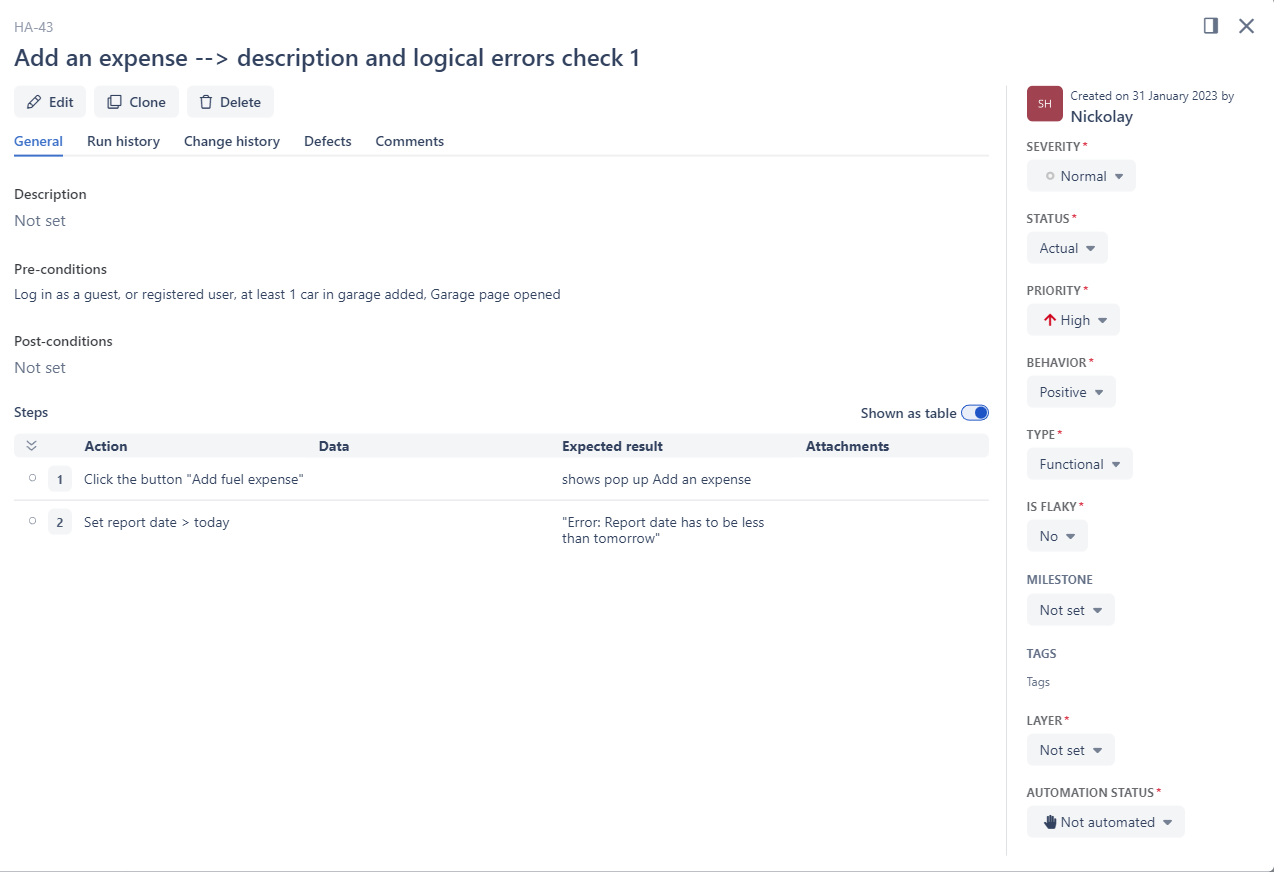 HA-43
Add an expense --> description and logical errors check 1
Edit
Clone
Delete
General
Run history
Change history
Defects
Comments
Description
Not set
Pre-conditions
Log in as a guest, or registered user, at least 1 car in garage added, Garage page opened
Post-conditions
Not set
Steps
Shown as table
Action
Data
Expected result
Attachments
1
Click the button "Add fuel expense"
shows pop up Add an expense
2
Set report date > today
"Error: Report date has to be less
than tomorrow"
SH
Created on 31 January 2023 by
Nickolay
SEVERITY*
Normal
STATUS*
Actual
PRIORITY*
High
BEHAVIOR*
Positive
TYPE*
Functional
IS FLAKY*
No
MILESTONE
Not set
TAGS
Tags
LAYER*
Not set
AUTOMATION STATUS*
Not automated